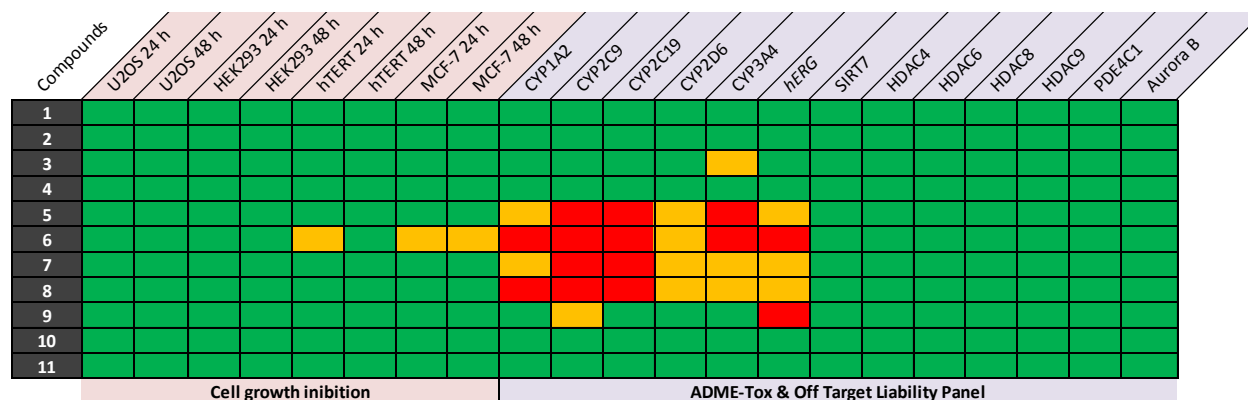 Compounds
U2OS 24 h
U2OS 48 h
HEK293 24 h
HEK293 48 h
hTERT 24 h
hTERT 48 h
MCF-7 24 h
MCF-7 48 h
CYP1A2
CYP2C9
CYP2C19
CYP2D6
CYP3A4
hERG
SIRT7
HDAC4
HDAC6
HDAC8
HDAC9
PDE4C1
Aurora B
1
2
3
4
5
6
7
8
9
10
11
Cell growth inibition
ADME-Tox & Off Target Liability Panel